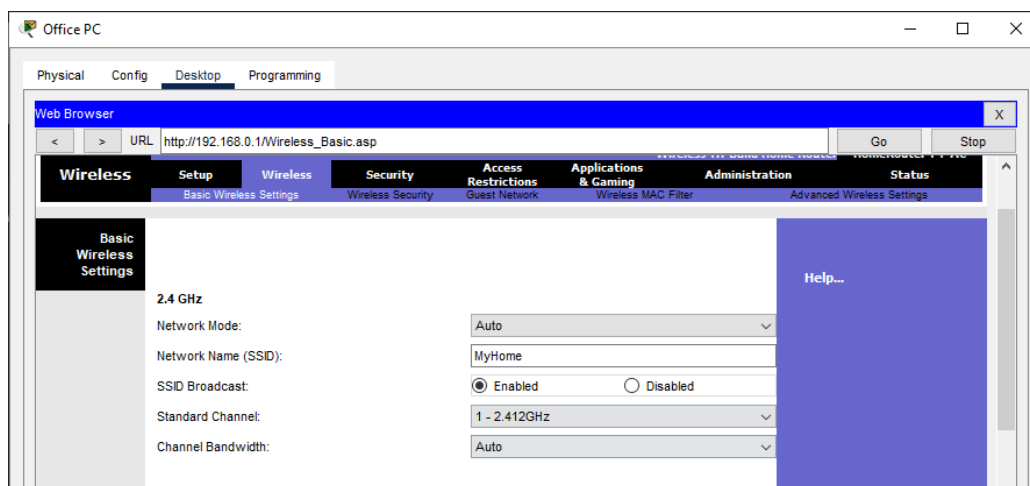 Office PC
Physical Config Desktop Programming
Web Browser X
< > URL http://192.168.0.1/Wireless_Basic.asp Go Stop
Wireless Setup Wireless Security Access Restrictions Applications & Gaming Administration Status
Basic Wireless Settings Wireless Security Guest Network Wireless MAC Filter Advanced Wireless Settings
Basic
Wireless
Settings
Help...
2.4 GHz
Network Mode: Auto
Network Name (SSID): MyHome
SSID Broadcast: Enabled Disabled
Standard Channel: 1 - 2.412GHz
Channel Bandwidth: Auto